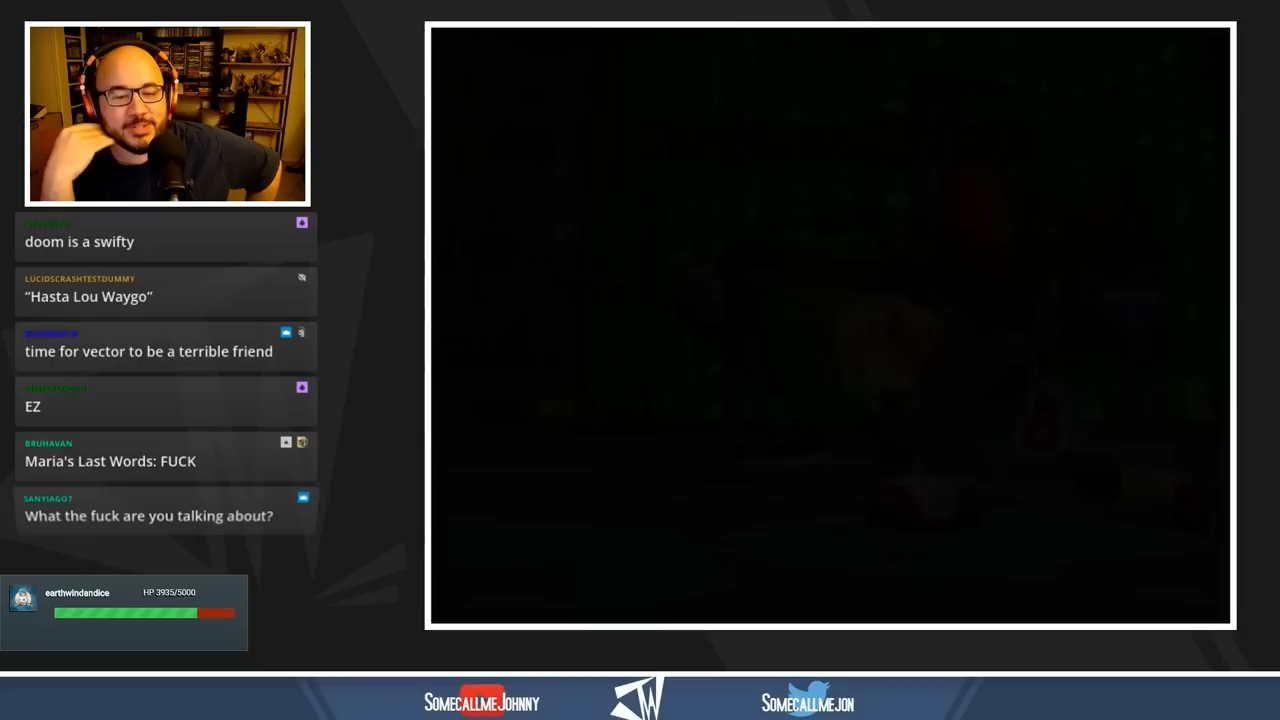 doom is a swifty
LUCIDSCRASHTESTDUMMY
“Hasta Lou Waygo”
time for vector to be a terrible friend
EZ
BRUHAVAN
Maria's Last Words: FUCK
SANYIAGO7
What the fuck are you talking about?
earthwindandice HP 3935/5000
SOMECALLMEJOHNNY
SOMECALLMEJON